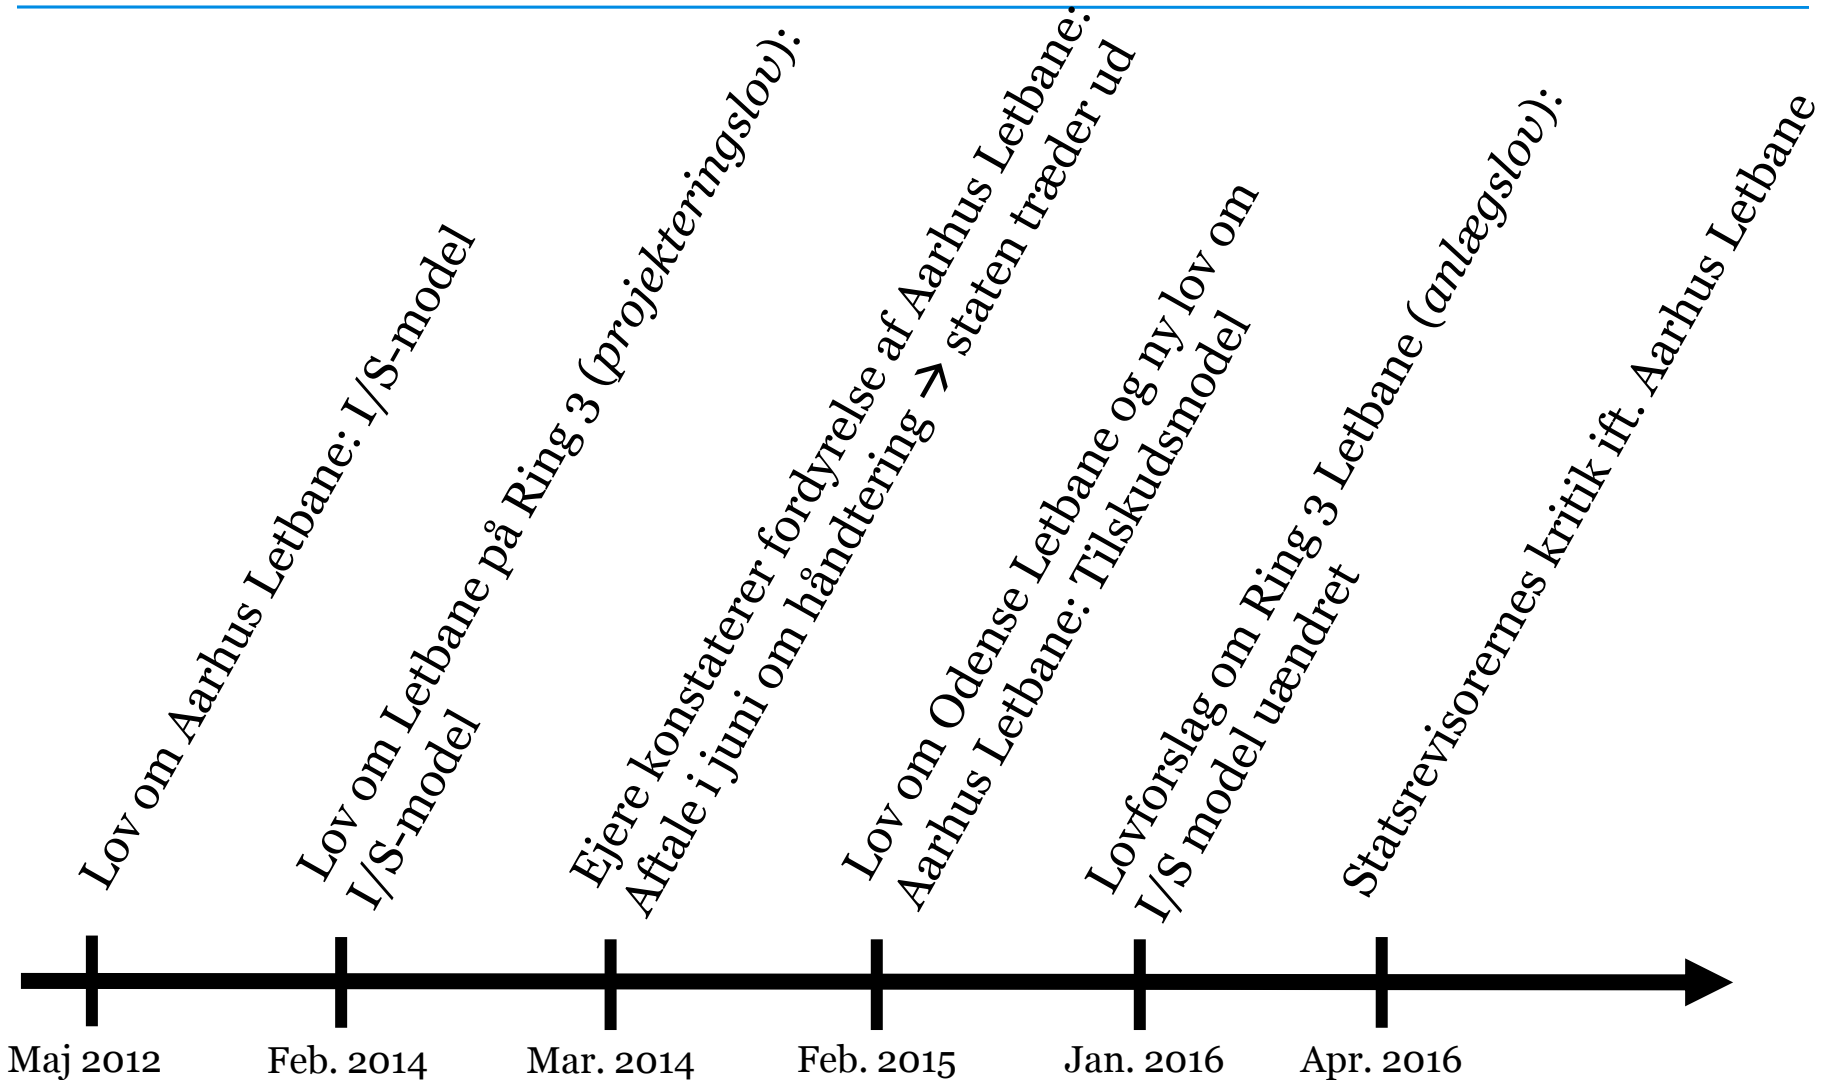 Lov om Aarhus Letbane: I/S-model
Lov om Letbane på Ring 3 (projekteringslov):
I/S-model
Ejere konstaterer fordyrelse af Aarhus Letbane:
Aftale i juni om håndtering → staten træder ud
Lov om Odense Letbane og ny lov om
Aarhus Letbane: Tilskudsmodel
Lovforslag om Ring 3 Letbane (anlægslov):
I/S model uændret
Statsrevisorernes kritik ift. Aarhus Letbane
Maj 2012
Feb. 2014
Mar. 2014
Feb. 2015
Jan. 2016
Apr. 2016